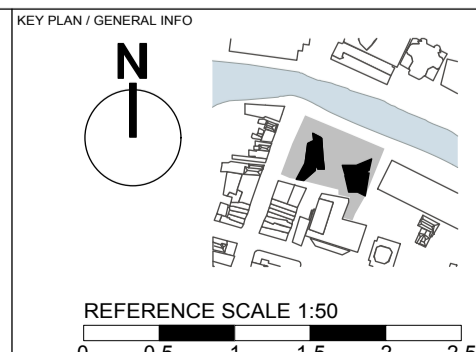 KEY PLAN / GENERAL INFO
N
REFERENCE SCALE 1:50
0 0.5 1 1.5 2 2.5